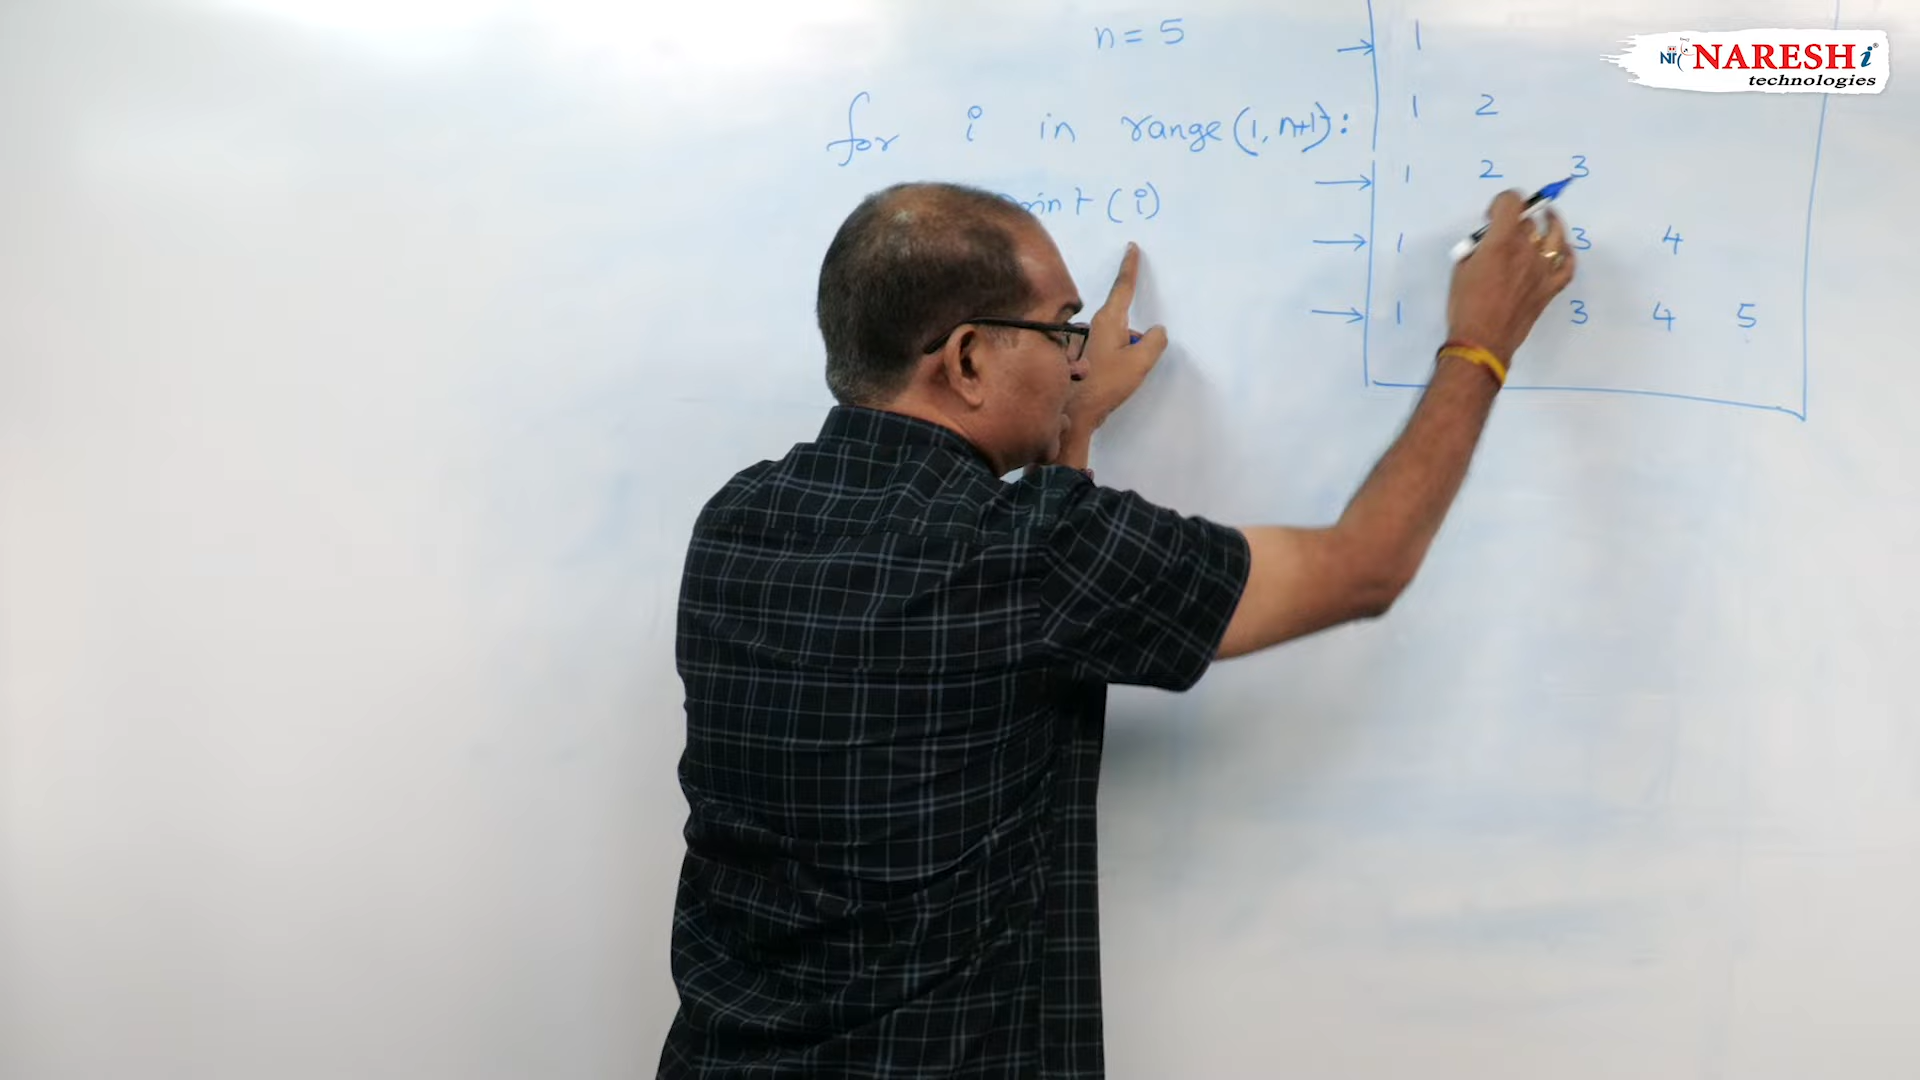 n = 5
for i in range(1, n+1):
print (i)
→ 1
1 2
→ 1 2 3
→ 1 3 4
→ 1 3 4 5
NiT NARESHi
technologies